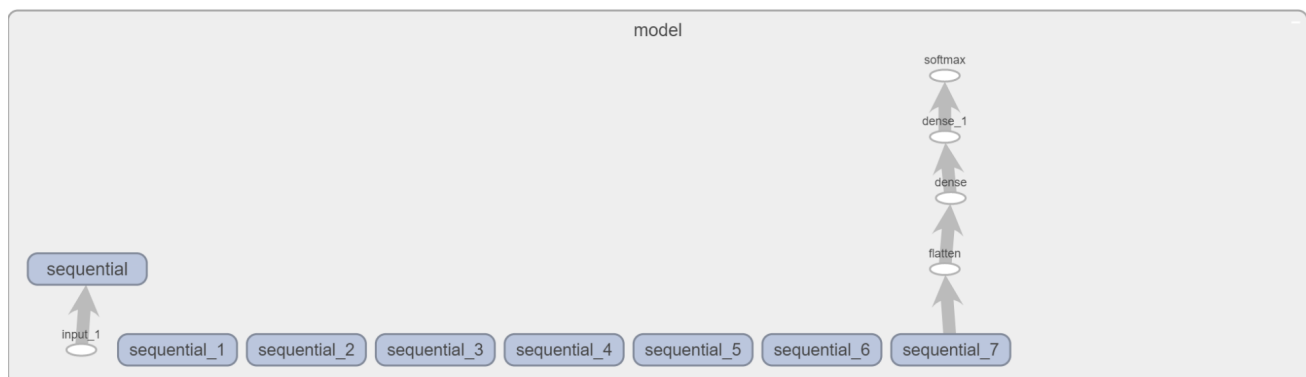 model
softmax
dense_1
dense
flatten
sequential
input_1
sequential_1
sequential_2
sequential_3
sequential_4
sequential_5
sequential_6
sequential_7